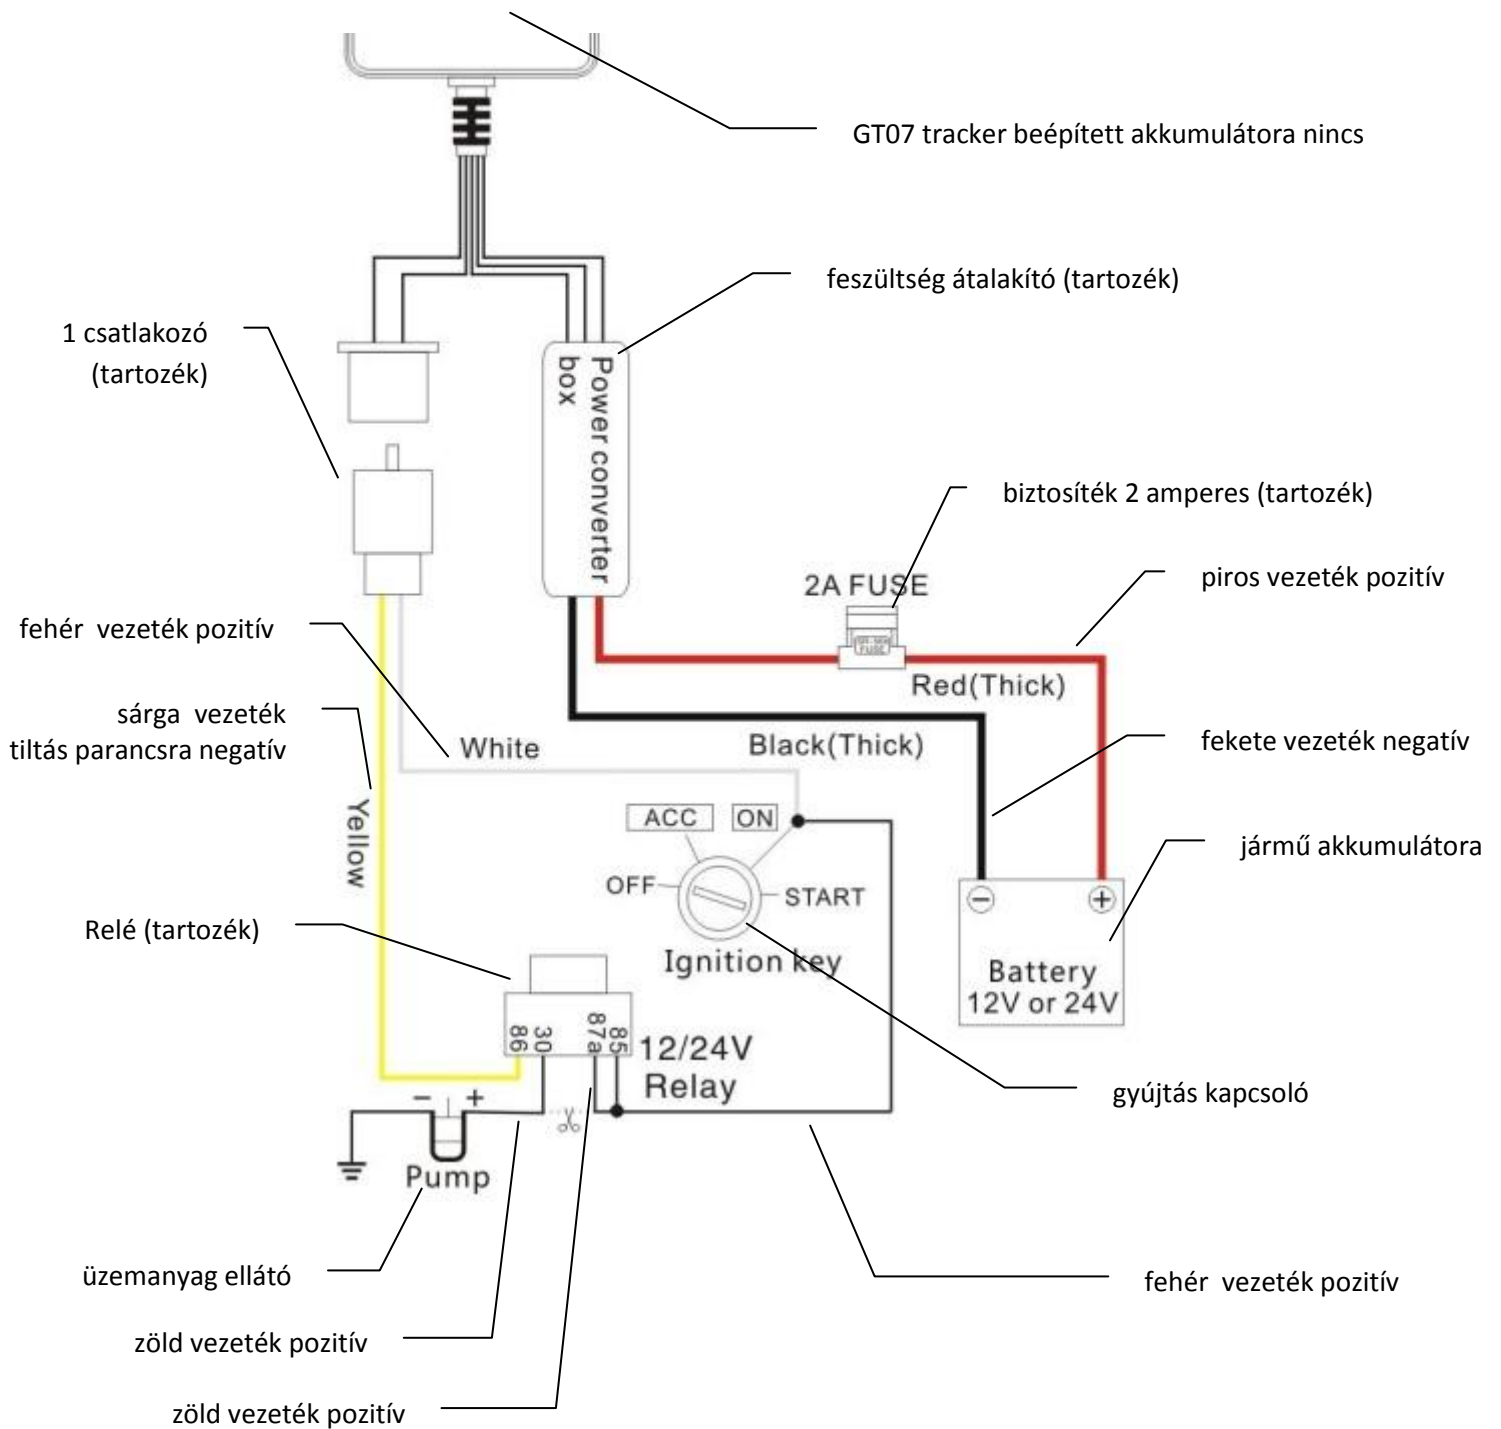 GT07 tracker beépített akkumulátora nincs
feszültség átalakító (tartozék)
1 csatlakozó
(tartozék)
Power converter
box
biztosíték 2 amperes (tartozék)
2A FUSE
piros vezeték pozitív
fehér  vezeték pozitív
FUSE
Red(Thick)
sárga  vezeték
tiltás parancsra negatív
White
Black(Thick)
fekete vezeték negatív
Yellow
ACC
ON
jármű akkumulátora
OFF
START
−
+
Relé (tartozék)
Ignition key
Battery
12V or 24V
86
30
87a
85
12/24V
Relay
gyújtás kapcsoló
−
+
Pump
üzemanyag ellátó
fehér  vezeték pozitív
zöld vezeték pozitív
zöld vezeték pozitív